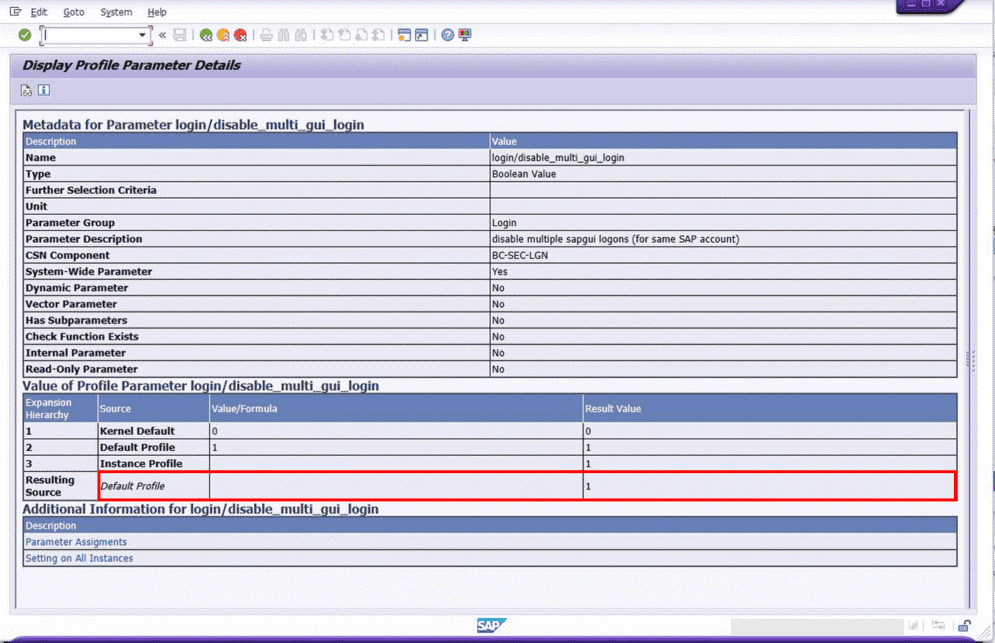 Edit Goto System Help
Display Profile Parameter Details
Metadata for Parameter login/disable_multi_gui_login
Description Value
Name login/disable_multi_gui_login
Type Boolean Value
Further Selection Criteria
Unit
Parameter Group Login
Parameter Description disable multiple sapgui logons (for same SAP account)
CSN Component BC-SEC-LGN
System-Wide Parameter Yes
Dynamic Parameter No
Vector Parameter No
Has Subparameters No
Check Function Exists No
Internal Parameter No
Read-Only Parameter No
Value of Profile Parameter login/disable_multi_gui_login
Expansion
Hierarchy Source Value/Formula Result Value
1 Kernel Default 0 0
2 Default Profile 1 1
3 Instance Profile 1
Resulting
Source Default Profile 1
Additional Information for login/disable_multi_gui_login
Description
Parameter Assigments
Setting on All Instances
SAP